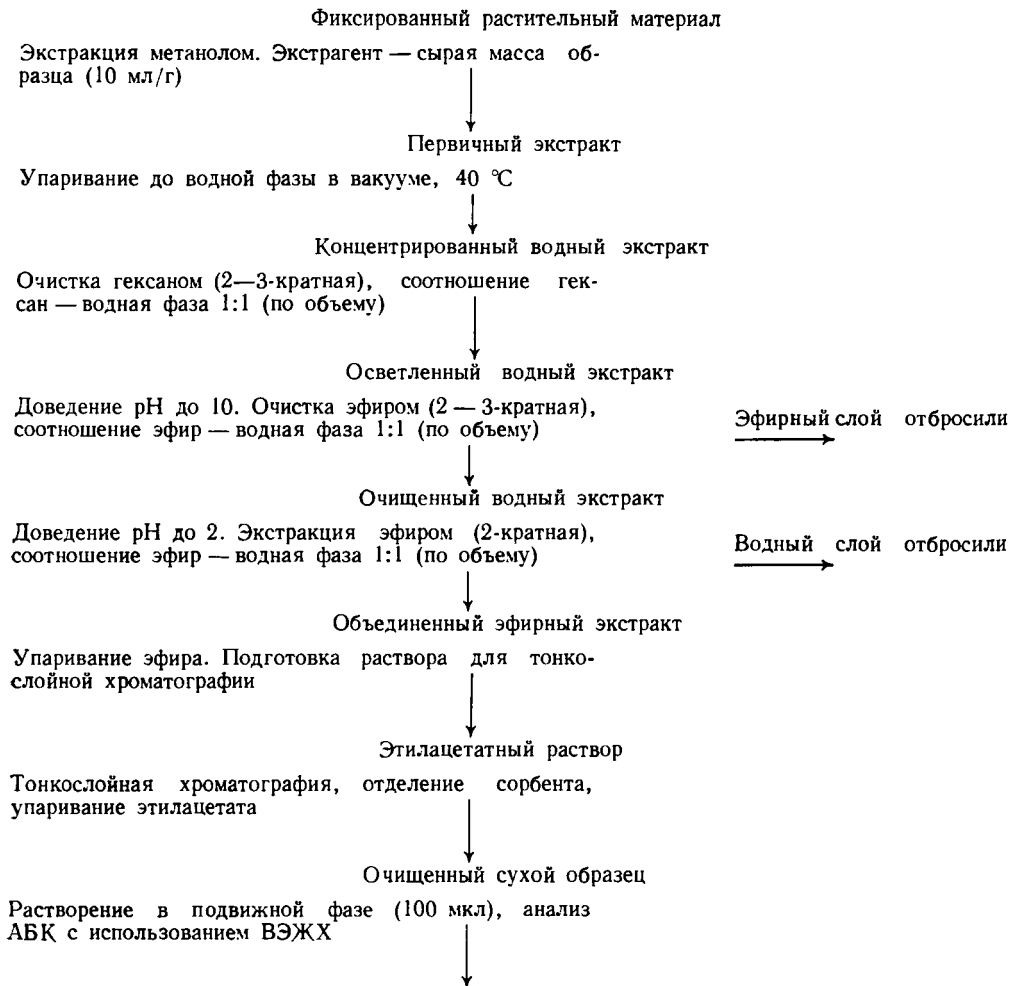 Фиксированный растительный материал
Экстракция метанолом. Экстрагент — сырая масса об-
разца (10 мл/г)
Первичный экстракт
Упаривание до водной фазы в вакууме, 40 °С
Концентрированный водный экстракт
Очистка гексаном (2—3-кратная), соотношение гек-
сан — водная фаза 1:1 (по объему)
Осветленный водный экстракт
Доведение pH до 10. Очистка эфиром (2 — 3-кратная),
соотношение эфир — водная фаза 1:1 (по объему)
Эфирный слой отбросили
Очищенный водный экстракт
Доведение pH до 2. Экстракция эфиром (2-кратная),
соотношение эфир — водная фаза 1:1 (по объему)
Водный слой отбросили
Объединенный эфирный экстракт
Упаривание эфира. Подготовка раствора для тонко-
слойной хроматографии
Этилацетатный раствор
Тонкослойная хроматография, отделение сорбента,
упаривание этилацетата
Очищенный сухой образец
Растворение в подвижной фазе (100 мкл), анализ
АБК с использованием ВЭЖХ